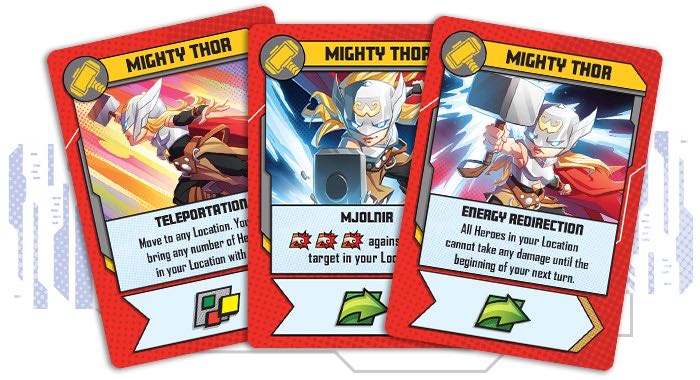 MIGHTY THOR
TELEPORTATION
Move to any Location. You
bring any number of He
in your Location with
MIGHTY THOR
MJOLNIR
agains
target in your Loc
MIGHTY THOR
ENERGY REDIRECTION
All Heroes in your Location
cannot take any damage until the
beginning of your next turn.